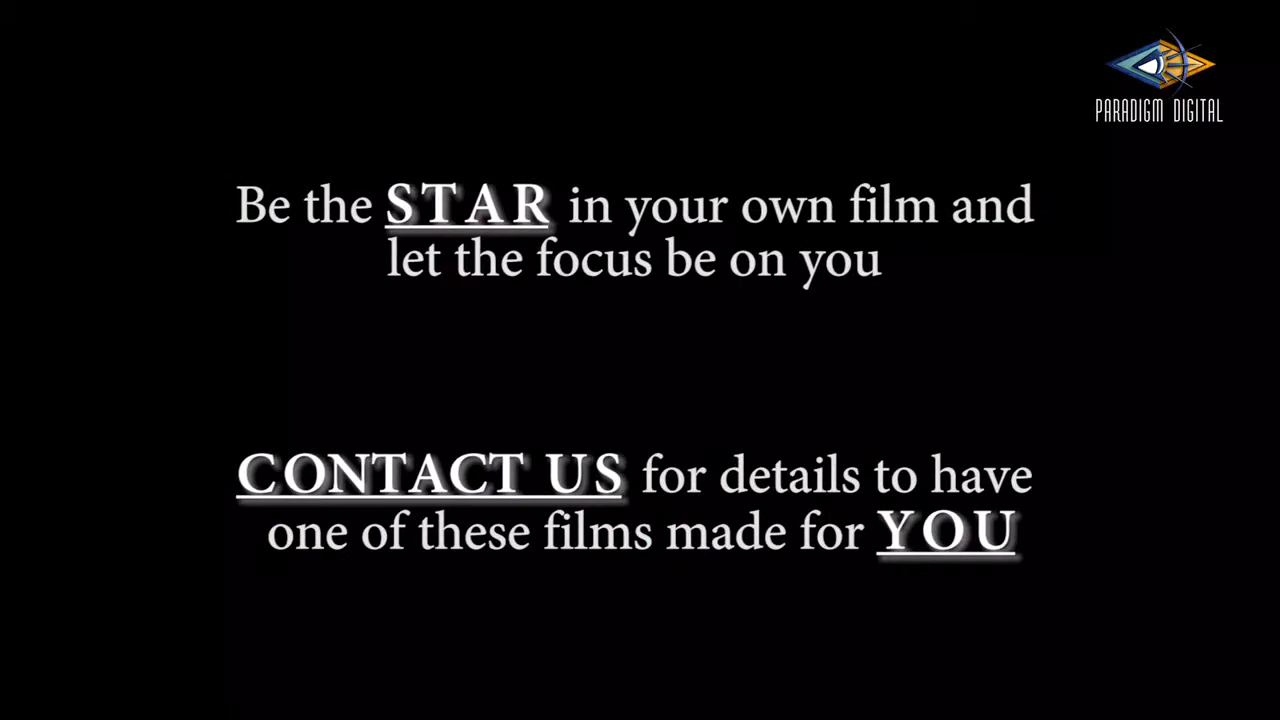 PARADIGM DIGITAL
Be the STAR in your own film and
let the focus be on you
CONTACT US for details to have
one of these films made for YOU